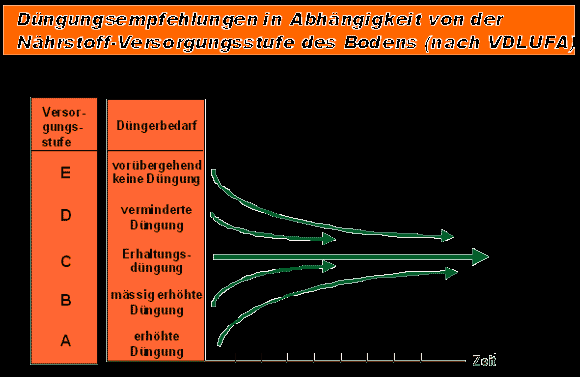 Düngungsempfehlungen in Abhängigkeit von der
Nährstoff-Versorgungsstufe des Bodens (nach VDLUFA)
Versor-
gungs-
stufe
Düngerbedarf
E
vorübergehend
keine Düngung
D
verminderte
Düngung
C
Erhaltungs-
düngung
B
mässig erhöhte
Düngung
A
erhöhte
Düngung
Zeit